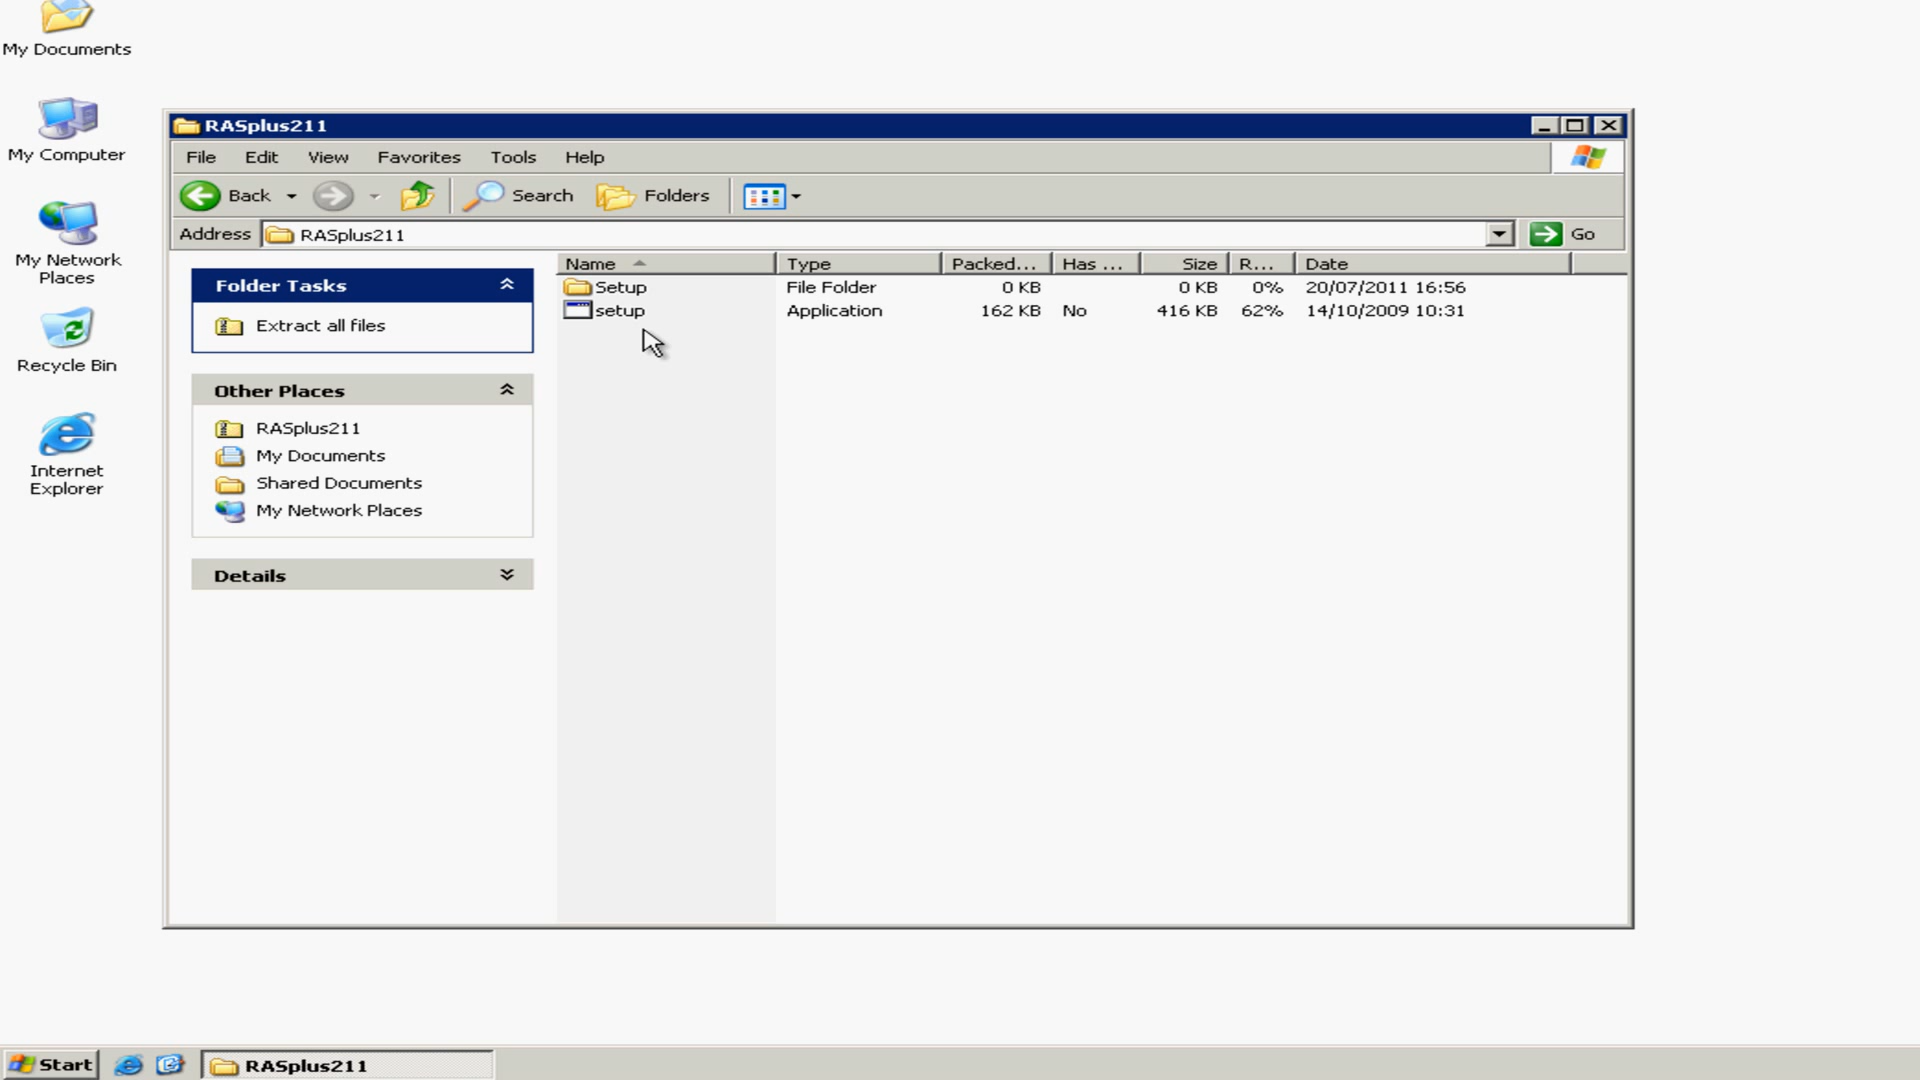 My Documents
My Computer
My Network
Places
Recycle Bin
Internet
Explorer
RASplus211
File Edit View Favorites Tools Help
Back Search Folders
Address RASplus211 Go
Folder Tasks
Extract all files
Other Places
RASplus211
My Documents
Shared Documents
My Network Places
Details
Name Type Packed... Has ... Size R... Date
Setup File Folder 0 KB 0 KB 0% 20/07/2011 16:56
setup Application 162 KB No 416 KB 62% 14/10/2009 10:31
Start RASplus211